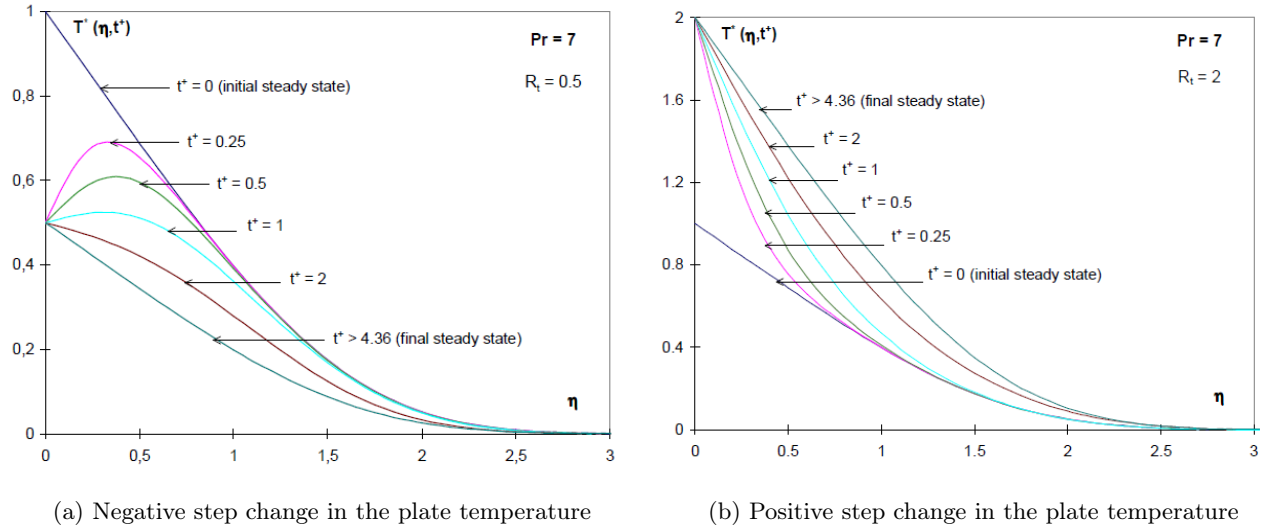 T* (η,t⁺)
Pr = 7
R_t = 0.5
t⁺ = 0 (initial steady state)
t⁺ = 0.25
t⁺ = 0.5
t⁺ = 1
t⁺ = 2
t⁺ > 4.36 (final steady state)
η
1
0,8
0,6
0,4
0,2
0
0 0,5 1 1,5 2 2,5 3
(a) Negative step change in the plate temperature
T* (η,t⁺)
Pr = 7
R_t = 2
t⁺ > 4.36 (final steady state)
t⁺ = 2
t⁺ = 1
t⁺ = 0.5
t⁺ = 0.25
t⁺ = 0 (initial steady state)
η
2
1.6
1.2
0.8
0.4
0
0 0.5 1 1.5 2 2.5 3
(b) Positive step change in the plate temperature